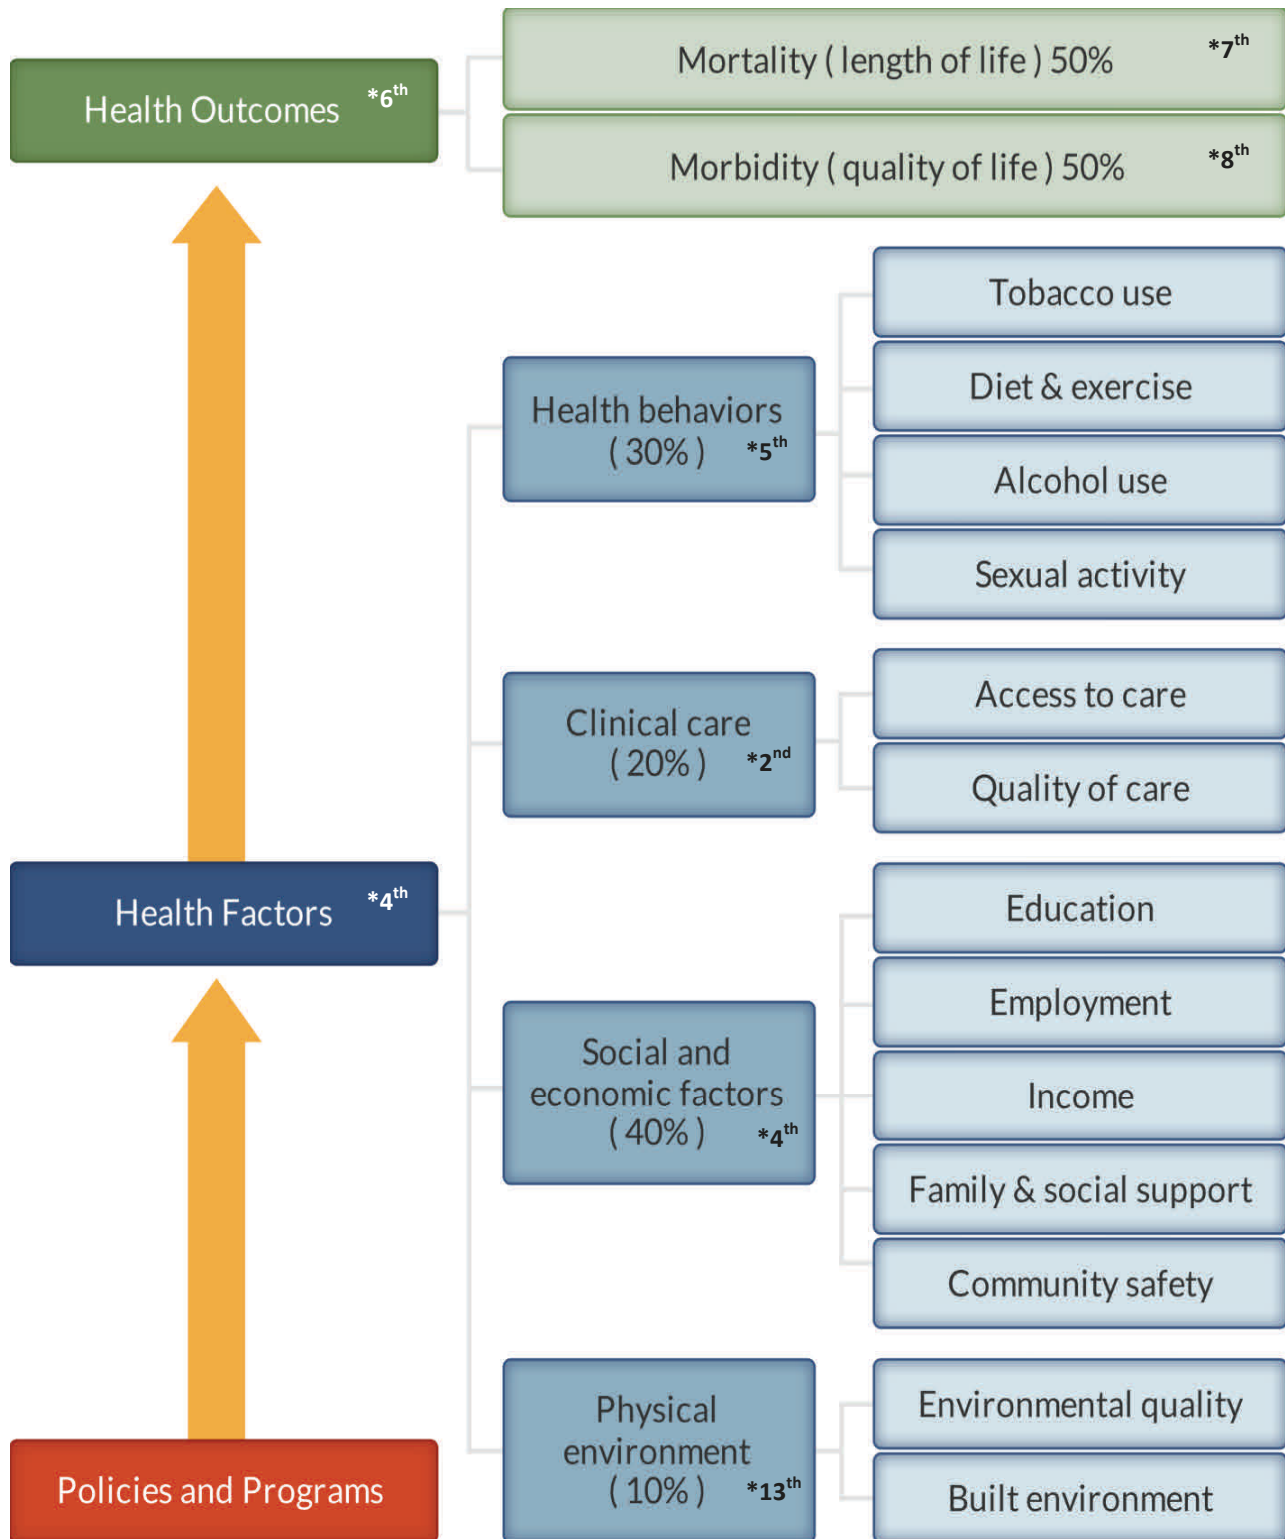 Mortality ( length of life ) 50% *7th
Health Outcomes *6th
Morbidity ( quality of life ) 50% *8th
Tobacco use
Health behaviors
( 30% ) *5th
Diet & exercise
Alcohol use
Sexual activity
Clinical care
( 20% ) *2nd
Access to care
Quality of care
Health Factors *4th
Social and
economic factors
( 40% ) *4th
Education
Employment
Income
Family & social support
Community safety
Physical
environment
( 10% ) *13th
Environmental quality
Built environment
Policies and Programs